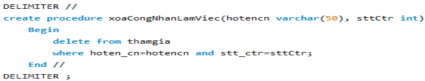 DELIMITER //
create procedure xoaCongNhanLamViec(hotencn varchar(50), sttCtr int)
Begin
delete from thamgia
where hoten_cn=hotencn and stt_ctr=sttCtr;
End //
DELIMITER ;